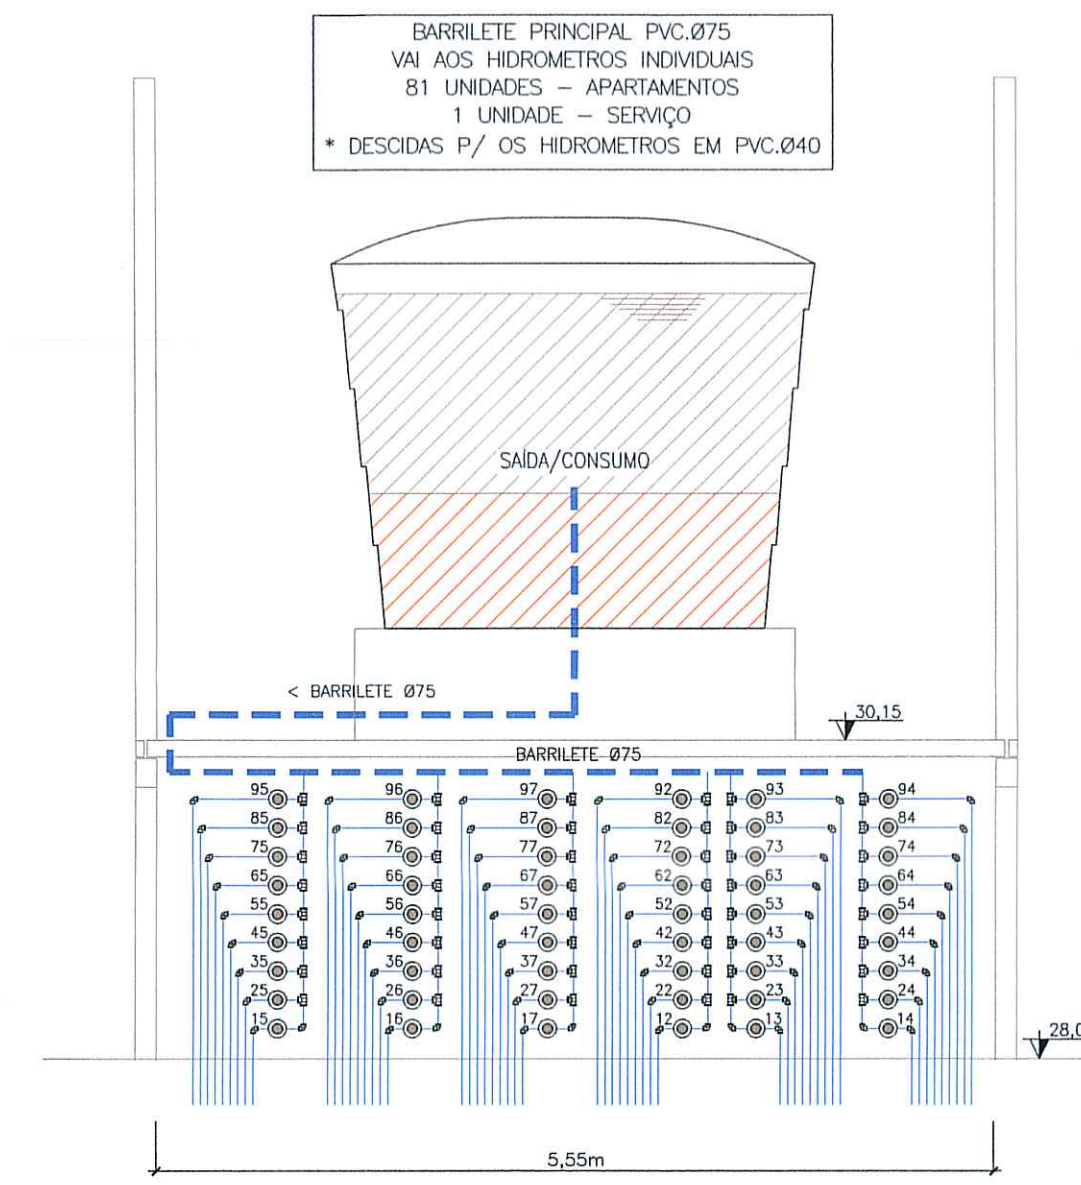 BARRILETE PRINCIPAL PVC.Ø75
VAI AOS HIDROMETROS INDIVIDUAIS
81 UNIDADES – APARTAMENTOS
1 UNIDADE – SERVIÇO
* DESCIDAS P/ OS HIDROMETROS EM PVC.Ø40
SAÍDA/CONSUMO
< BARRILETE Ø75
30,15
BARRILETE Ø75
95 96 97 92 93 94
85 86 87 82 83 84
75 76 77 72 73 74
65 66 67 62 63 64
55 56 57 52 53 54
45 46 47 42 43 44
35 36 37 32 33 34
25 26 27 22 23 24
15 16 17 12 13 14
28,0
5,55m